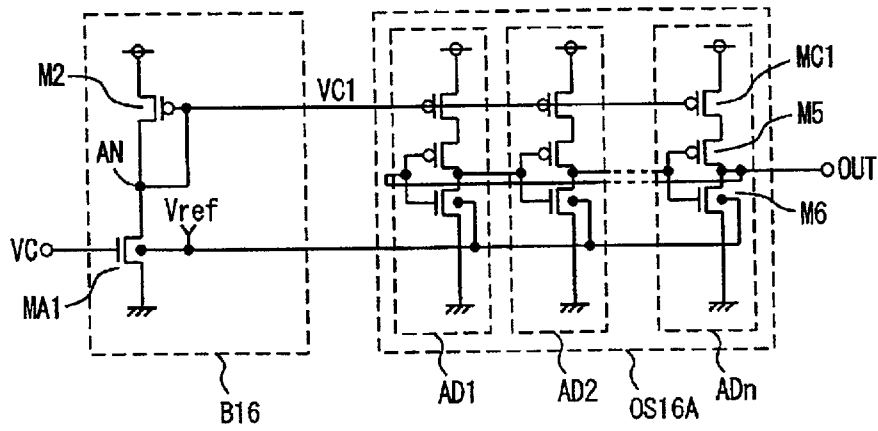 M2
VC1
MC1
M5
AN
OUT
Vref
M6
VC
MA1
AD1
AD2
ADn
B16
OS16A